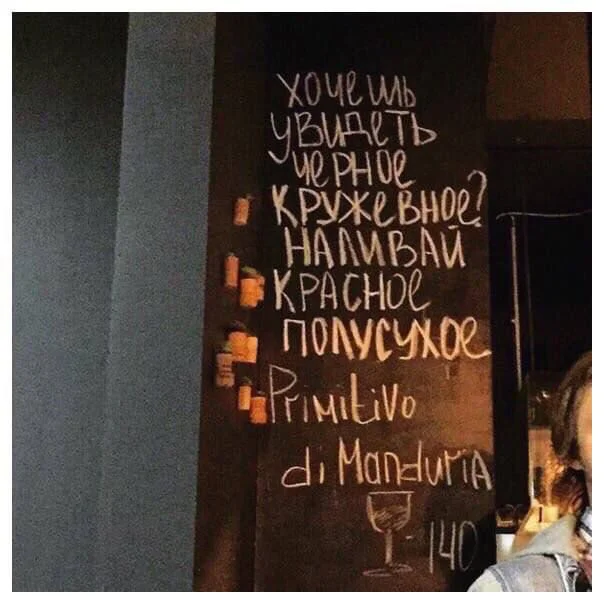 ХОЧЕШЬ
УВИДЕТЬ
ЧЕРНОЕ
КРУЖЕВНОЕ?
НАЛИВАЙ
КРАСНОЕ
ПОЛУСУХОЕ
Primitivo
di Manduria
- 140